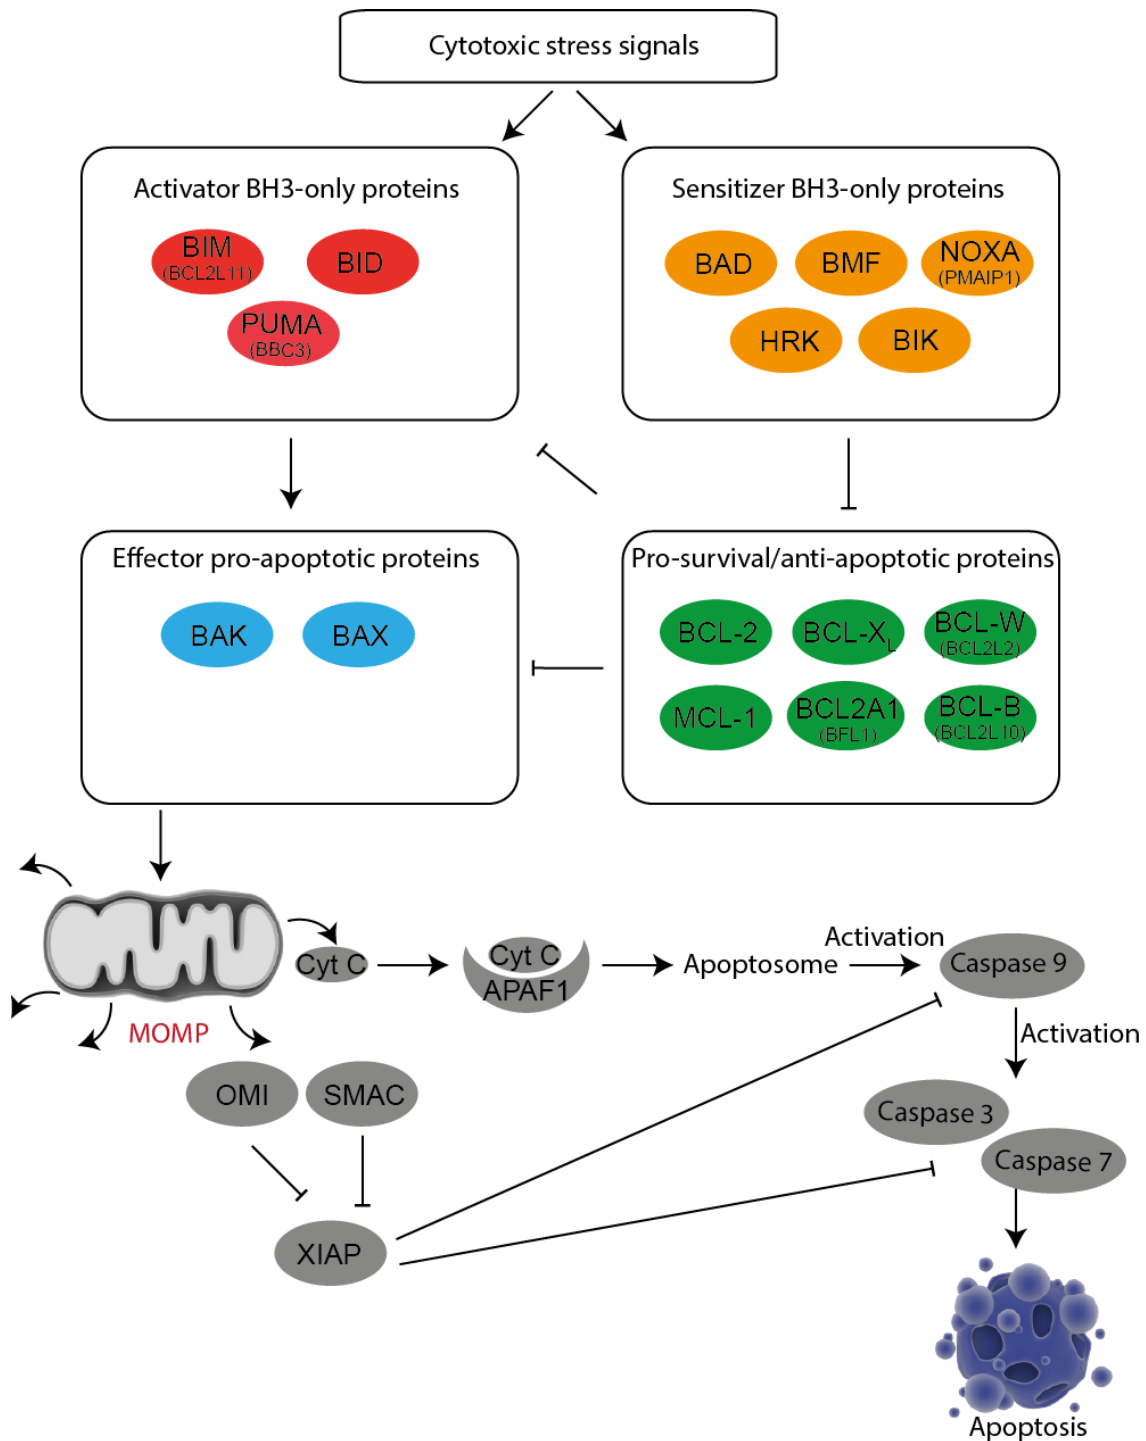 Cytotoxic stress signals
Activator BH3-only proteins
BIM
(BCL2L11)
BID
PUMA
(BBC3)
Sensitizer BH3-only proteins
BAD
BMF
NOXA
(PMAIP1)
HRK
BIK
Effector pro-apoptotic proteins
BAK
BAX
Pro-survival/anti-apoptotic proteins
BCL-2
BCL-XL
BCL-W
(BCL2L2)
MCL-1
BCL2A1
(BFL1)
BCL-B
(BCL2L10)
Cyt C
Cyt C
APAF1
Apoptosome
Activation
Caspase 9
MOMP
Activation
OMI
SMAC
Caspase 3
Caspase 7
XIAP
Apoptosis